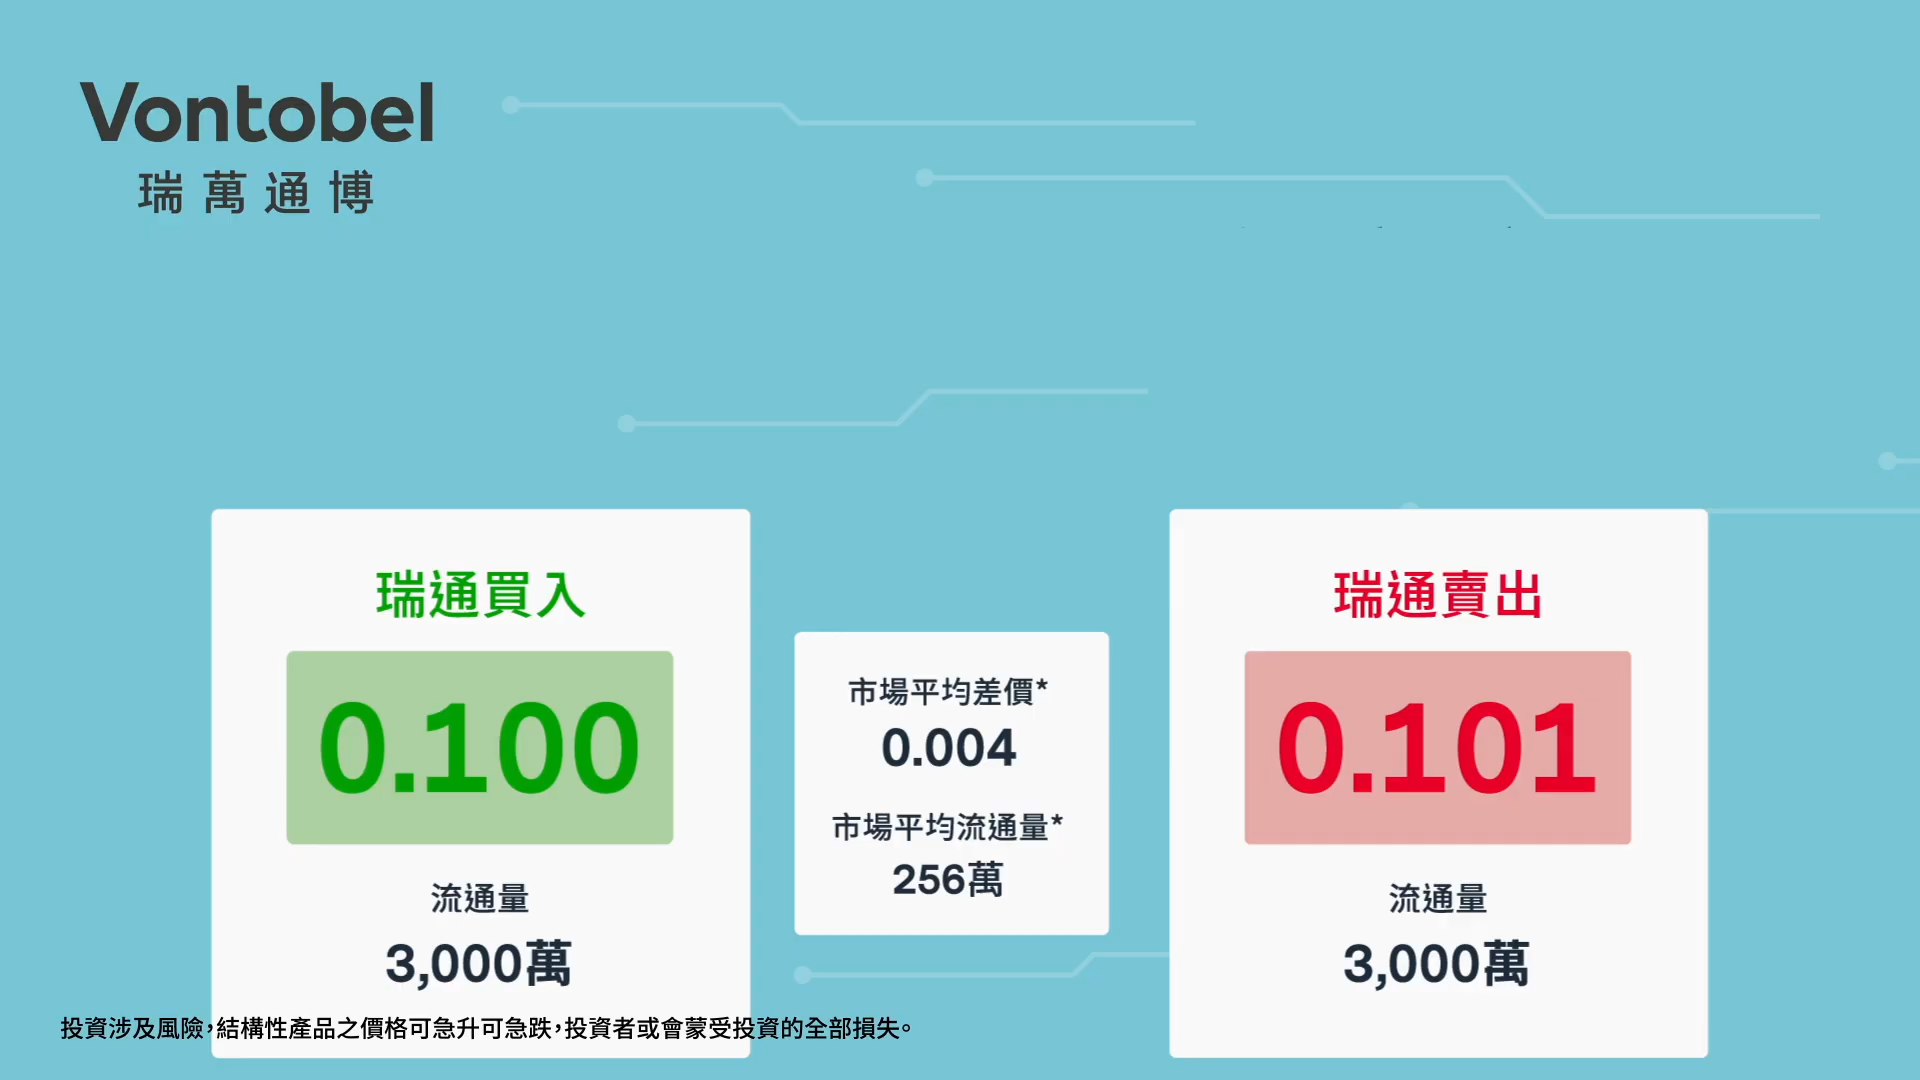 Vontobel
瑞萬通博
瑞通買入
0.100
流通量
3,000萬
市場平均差價*
0.004
市場平均流通量*
256萬
瑞通賣出
0.101
流通量
3,000萬
投資涉及風險，結構性產品之價格可急升可急跌，投資者或會蒙受投資的全部損失。